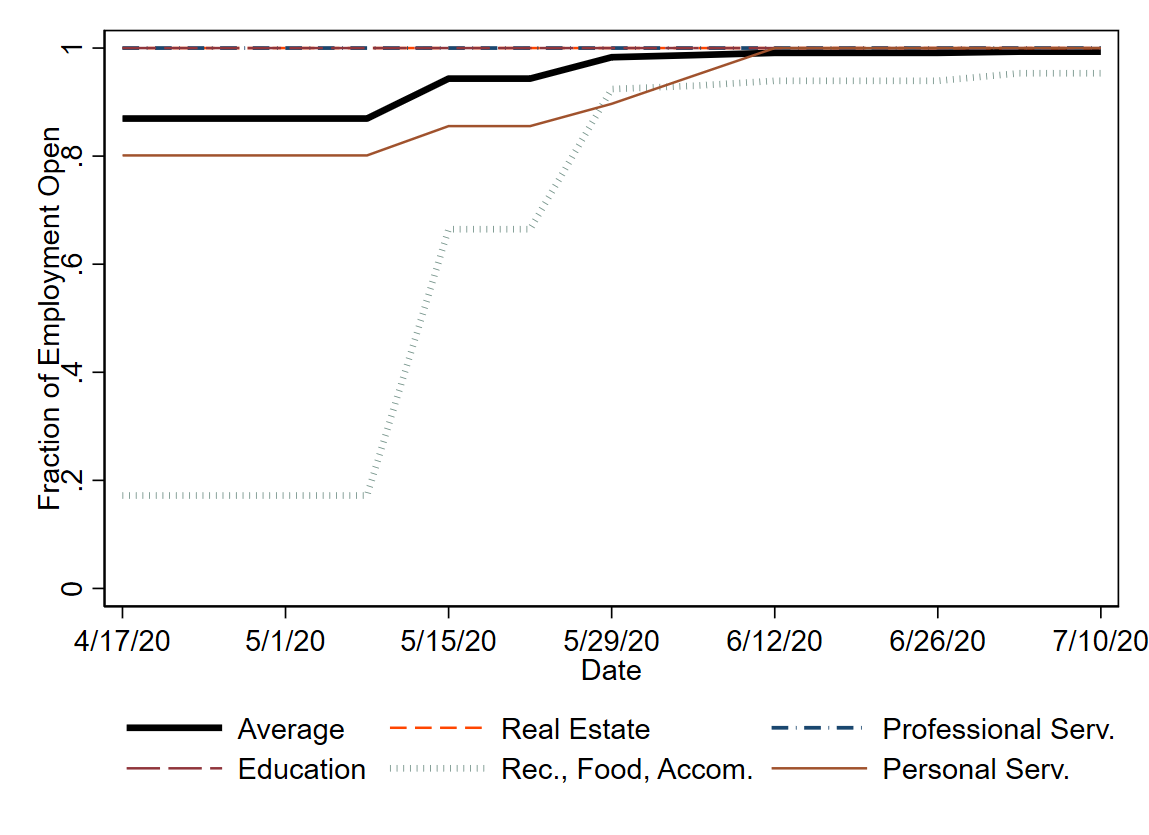 Fraction of Employment Open
1
.8
.6
.4
.2
0
4/17/20 5/1/20 5/15/20 5/29/20 6/12/20 6/26/20 7/10/20
Date
Average Real Estate Professional Serv.
Education Rec., Food, Accom. Personal Serv.